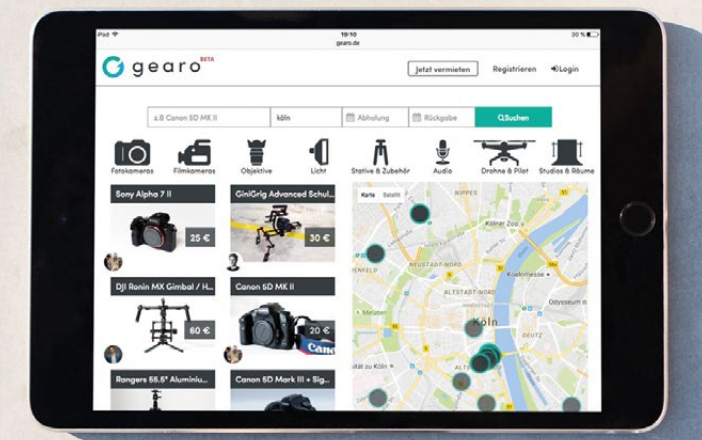 iPad
19:10
30 %
gearo.de
gearo BETA
Jetzt vermieten
Registrieren
Login
z.B Canon 5D MK II
köln
Abholung
Rückgabe
Suchen
Fotokameras
Filmkameras
Objektive
Licht
Stative & Zubehör
Audio
Drohne & Pilot
Studios & Räume
Sony Alpha 7 II
25 €
GiniGrig Advanced Schul...
30 €
DJI Ronin MX Gimbal / H...
60 €
Canon 5D MK II
20 €
Cano
Rangers 55.5" Aluminiu...
Canon 5D Mark III + Sig...
Karte
Satellit
NIPPES
Kölner Zoo
NEUSTADT-NORD
Koelnmesse
ALTSTADT-NORD
Odysseum
Melaten
Köln
DEUTZ